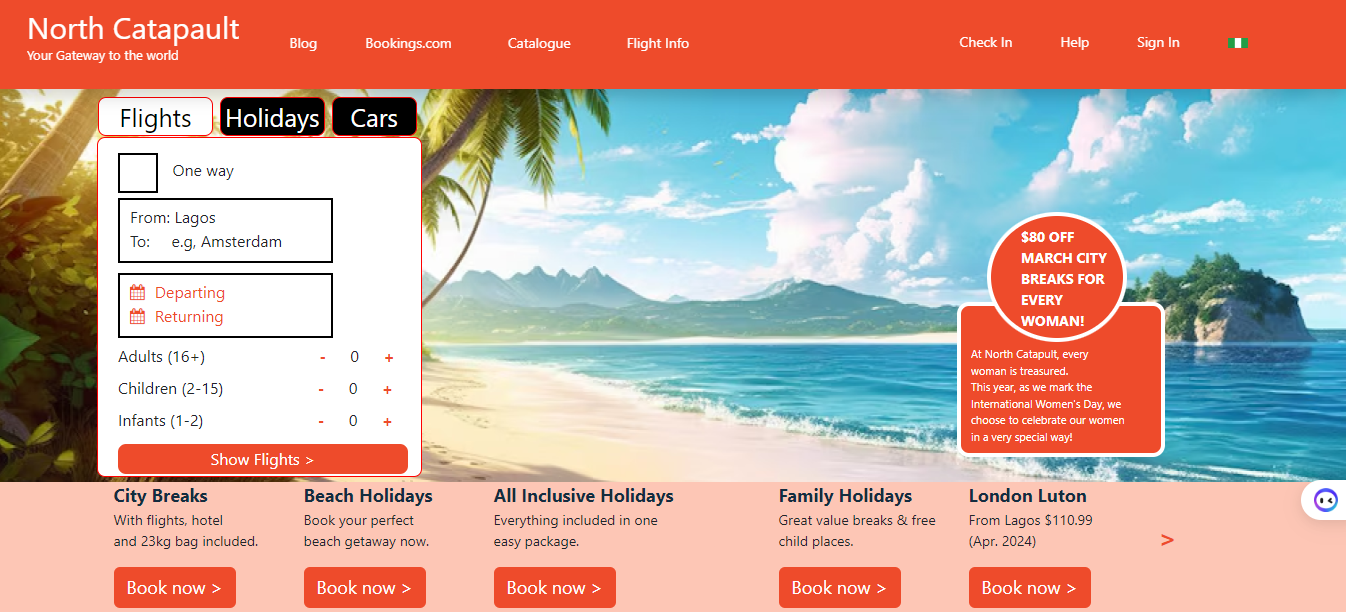 North Catapault
Your Gateway to the world
Blog
Bookings.com
Catalogue
Flight Info
Check In
Help
Sign In
Flights
Holidays
Cars
One way
From: Lagos
To: e.g, Amsterdam
Departing
Returning
Adults (16+) - 0 +
Children (2-15) - 0 +
Infants (1-2) - 0 +
Show Flights >
$80 OFF
MARCH CITY
BREAKS FOR
EVERY
WOMAN!
At North Catapult, every
woman is treasured.
This year, as we mark the
International Women's Day, we
choose to celebrate our women
in a very special way!
City Breaks
With flights, hotel
and 23kg bag included.
Book now >
Beach Holidays
Book your perfect
beach getaway now.
Book now >
All Inclusive Holidays
Everything included in one
easy package.
Book now >
Family Holidays
Great value breaks & free
child places.
Book now >
London Luton
From Lagos $110.99
(Apr. 2024)
Book now >
>